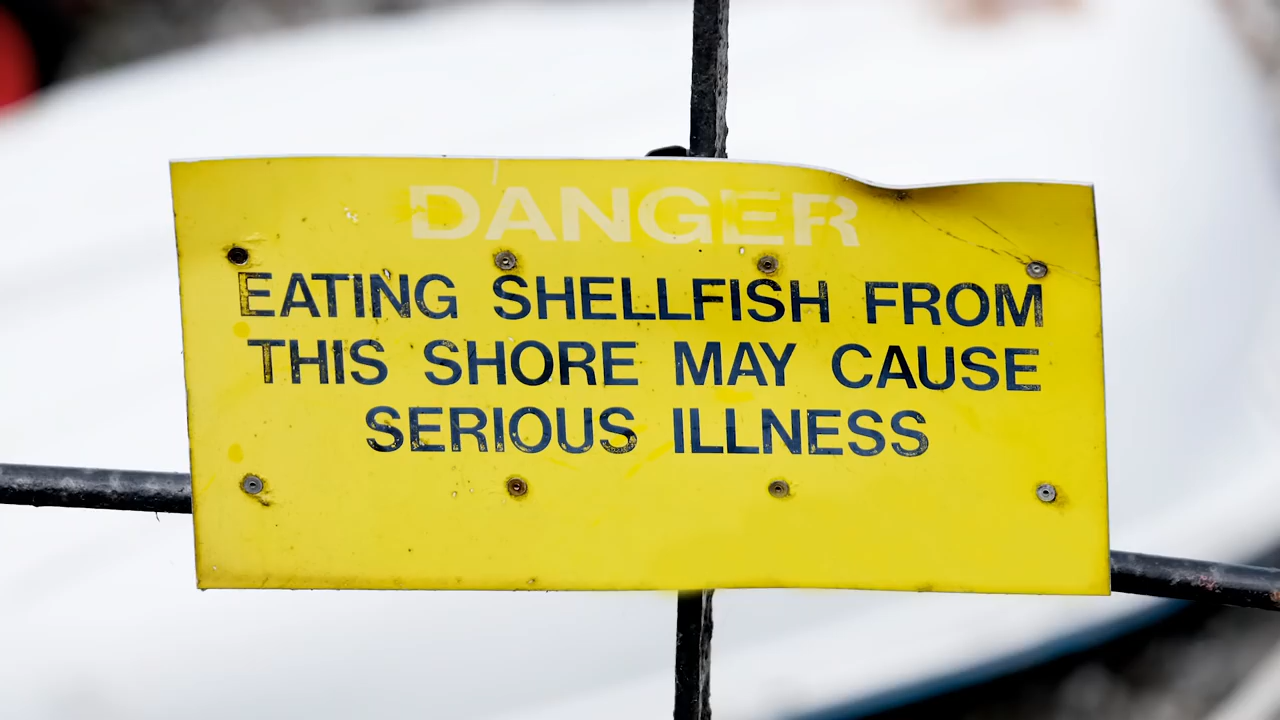 DANGER
EATING SHELLFISH FROM
THIS SHORE MAY CAUSE
SERIOUS ILLNESS